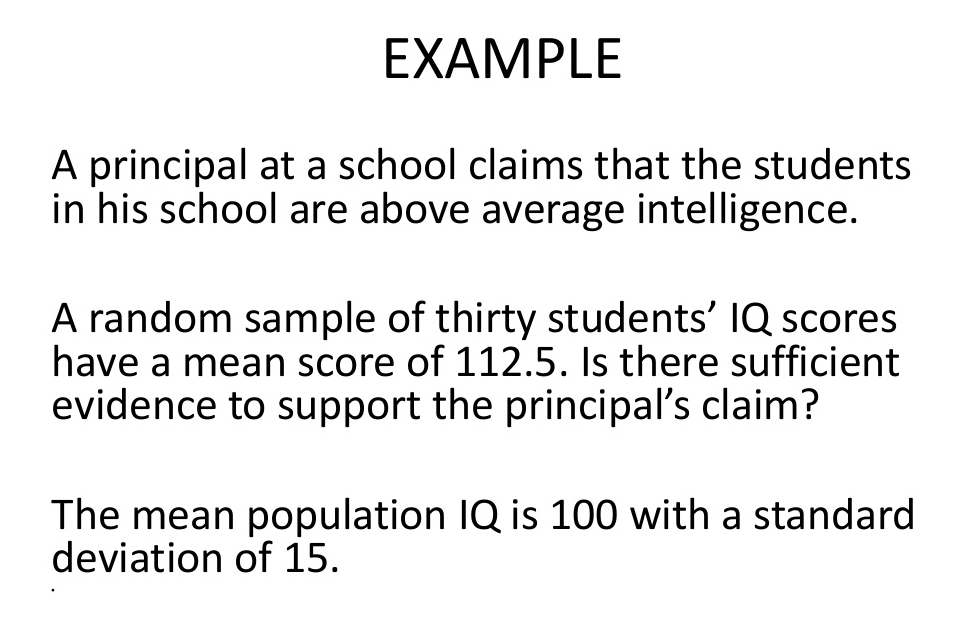 EXAMPLE
A principal at a school claims that the students
in his school are above average intelligence.
A random sample of thirty students’ IQ scores
have a mean score of 112.5. Is there sufficient
evidence to support the principal’s claim?
The mean population IQ is 100 with a standard
deviation of 15.
.